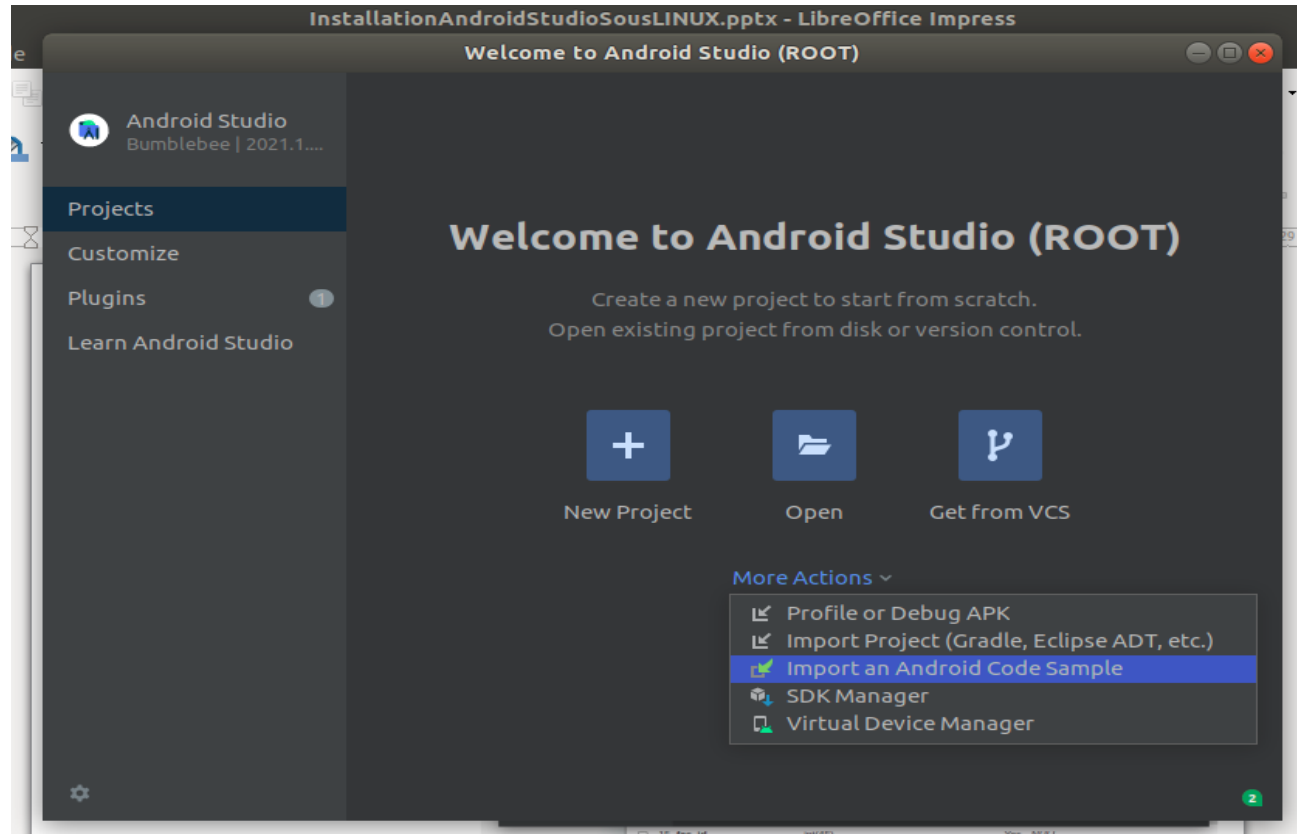 InstallationAndroidStudioSousLINUX.pptx - LibreOffice Impress
e
Welcome to Android Studio (ROOT)
Android Studio
Bumblebee | 2021.1....
Projects
Customize
Plugins 1
Learn Android Studio
Welcome to Android Studio (ROOT)
Create a new project to start from scratch.
Open existing project from disk or version control.
New Project Open Get from VCS
More Actions
Profile or Debug APK
Import Project (Gradle, Eclipse ADT, etc.)
Import an Android Code Sample
SDK Manager
Virtual Device Manager
2
29